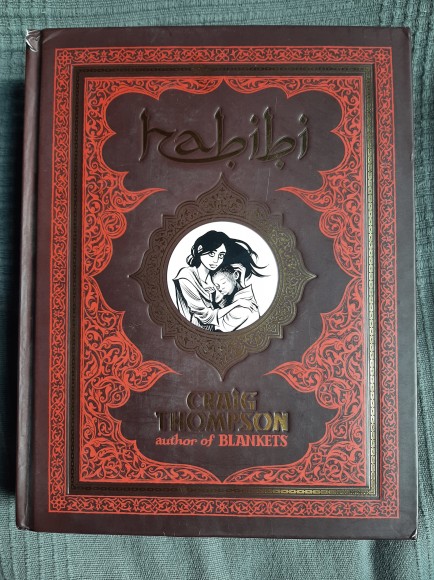 habibi
CRAIG
THOMPSON
author of BLANKETS